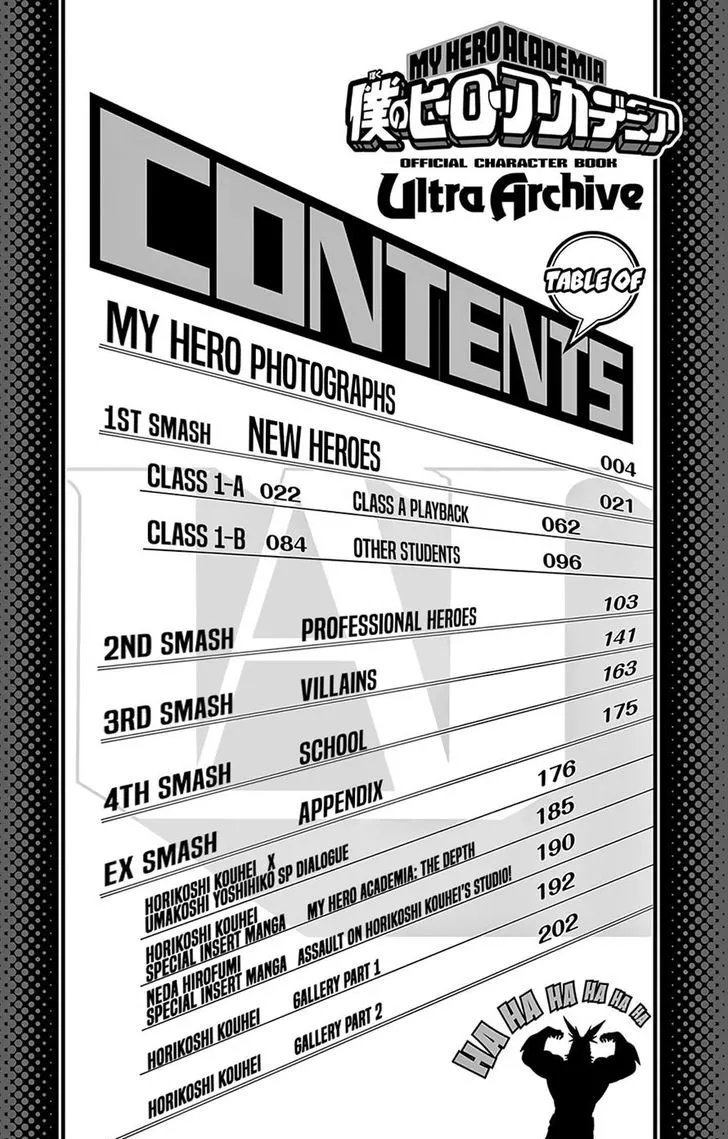 MY HERO ACADEMIA
ぼく
僕のヒーローアカデミア
OFFICIAL CHARACTER BOOK
Ultra Archive
TABLE OF
CONTENTS
MY HERO PHOTOGRAPHS 004
1ST SMASH NEW HEROES 021
CLASS 1-A 022 CLASS A PLAYBACK 062
CLASS 1-B 084 OTHER STUDENTS 096
2ND SMASH PROFESSIONAL HEROES 103
3RD SMASH VILLAINS 141
4TH SMASH SCHOOL 163
EX SMASH APPENDIX 175
HORIKOSHI KOUHEI X
UMAKOSHI YOSHIHIKO SP DIALOGUE 176
HORIKOSHI KOUHEI
SPECIAL INSERT MANGA MY HERO ACADEMIA: THE DEPTH 185
NEDA HIROFUMI
SPECIAL INSERT MANGA ASSAULT ON HORIKOSHI KOUHEI'S STUDIO! 190
HORIKOSHI KOUHEI GALLERY PART 1 192
HORIKOSHI KOUHEI GALLERY PART 2 202
HA HA HA HA HA HA